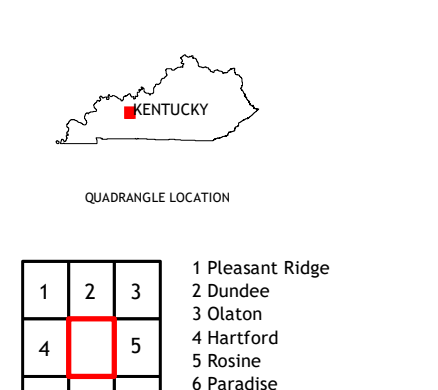 KENTUCKY
QUADRANGLE LOCATION
1 2 3
4 5
1 Pleasant Ridge
2 Dundee
3 Olaton
4 Hartford
5 Rosine
6 Paradise